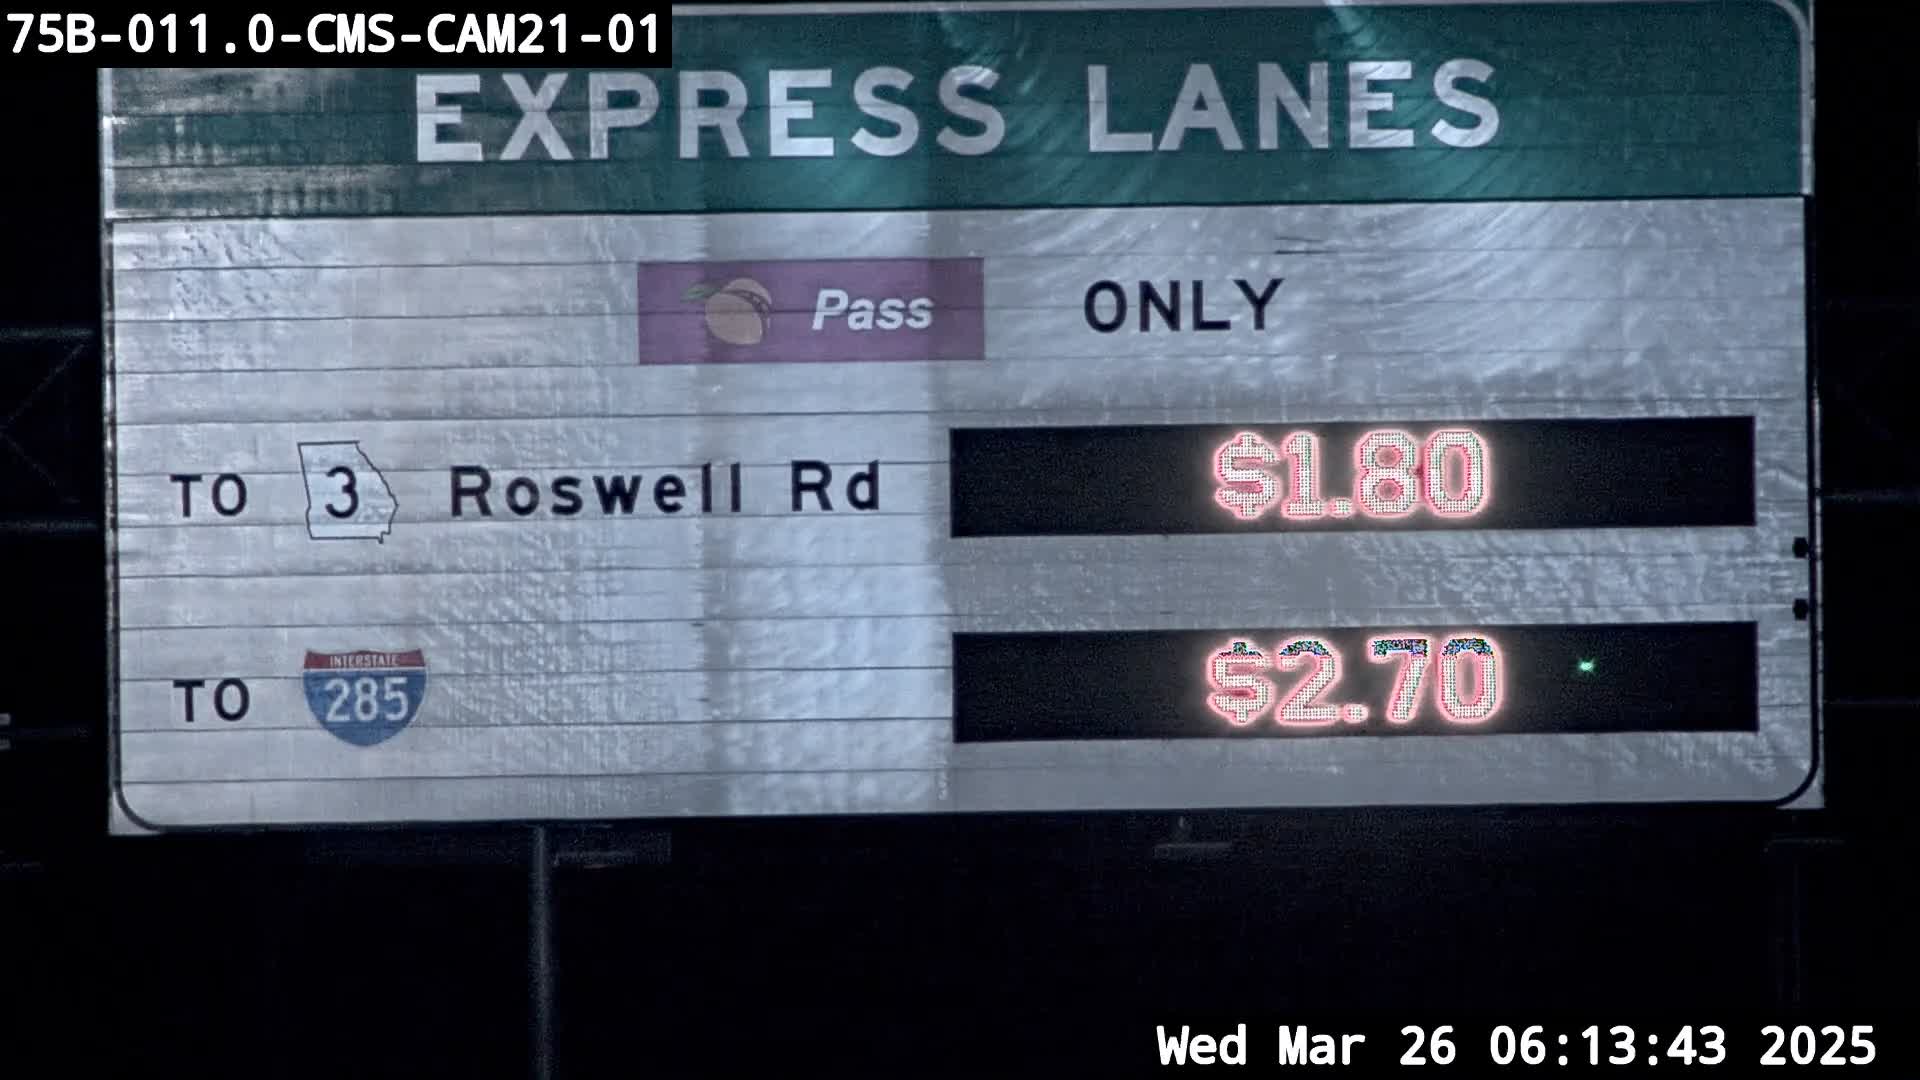 75B-011.0-CMS-CAM21-01
EXPRESS LANES
Pass ONLY
TO 3 Roswell Rd $1.80
TO INTERSTATE 285 $2.70
Wed Mar 26 06:13:43 2025